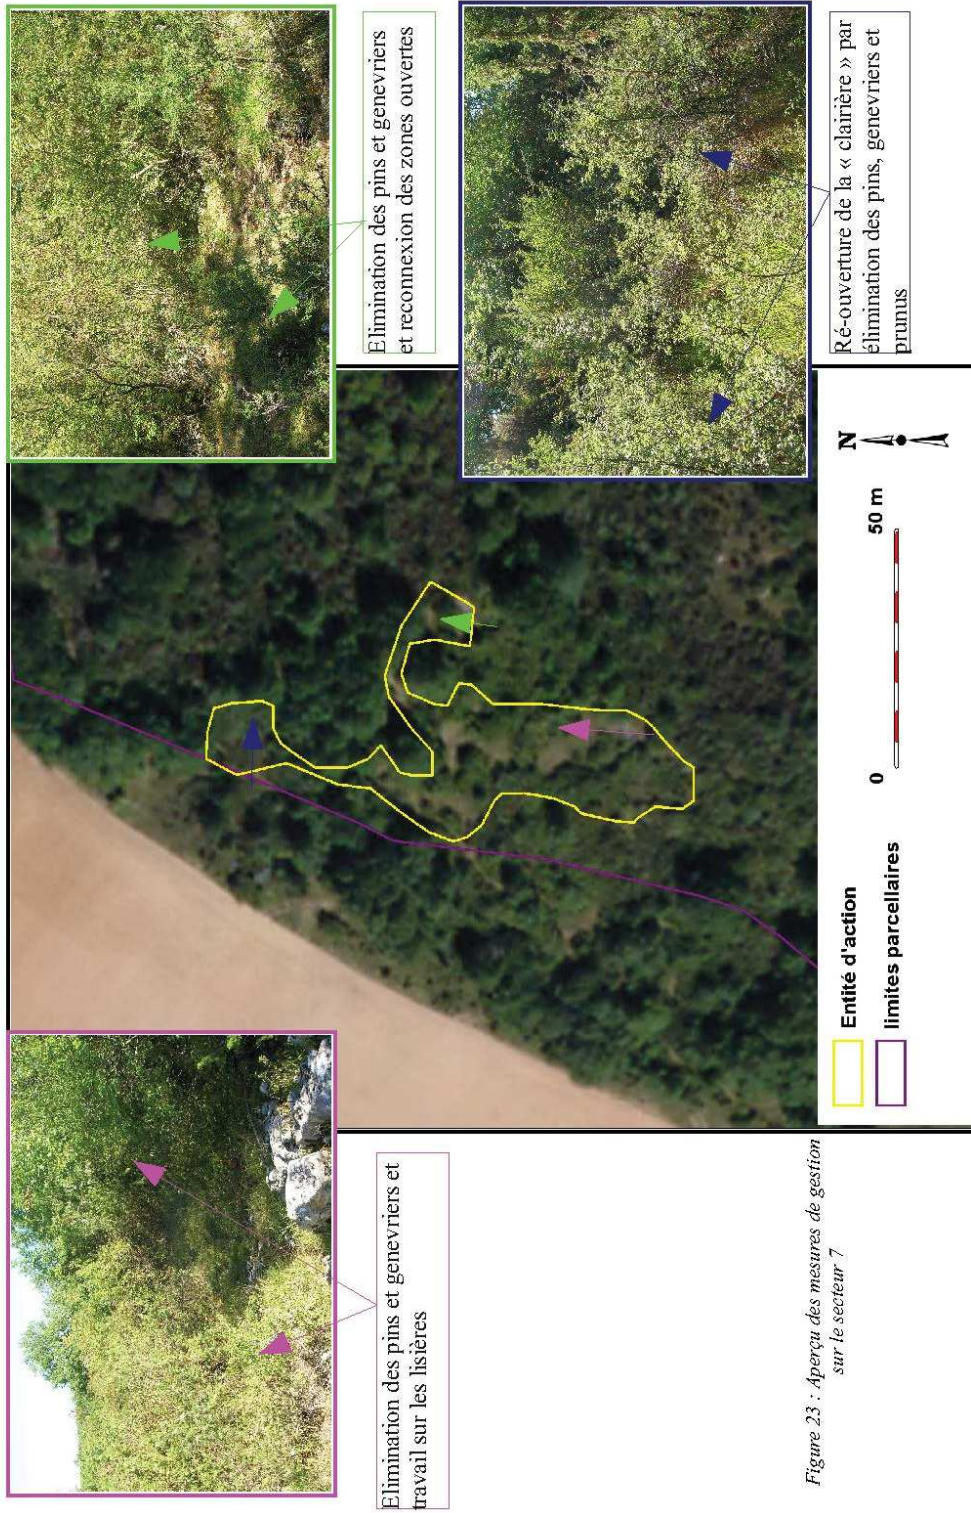 Elimination des pins et genevriers et
travail sur les lisières
Elimination des pins et genevriers
et reconnexion des zones ouvertes
Ré-ouverture de la « clairière » par
élimination des pins, genevriers et
prunus
Entité d'action
limites parcellaires
0
50 m
N
Figure 23 : Aperçu des mesures de gestion
sur le secteur 7